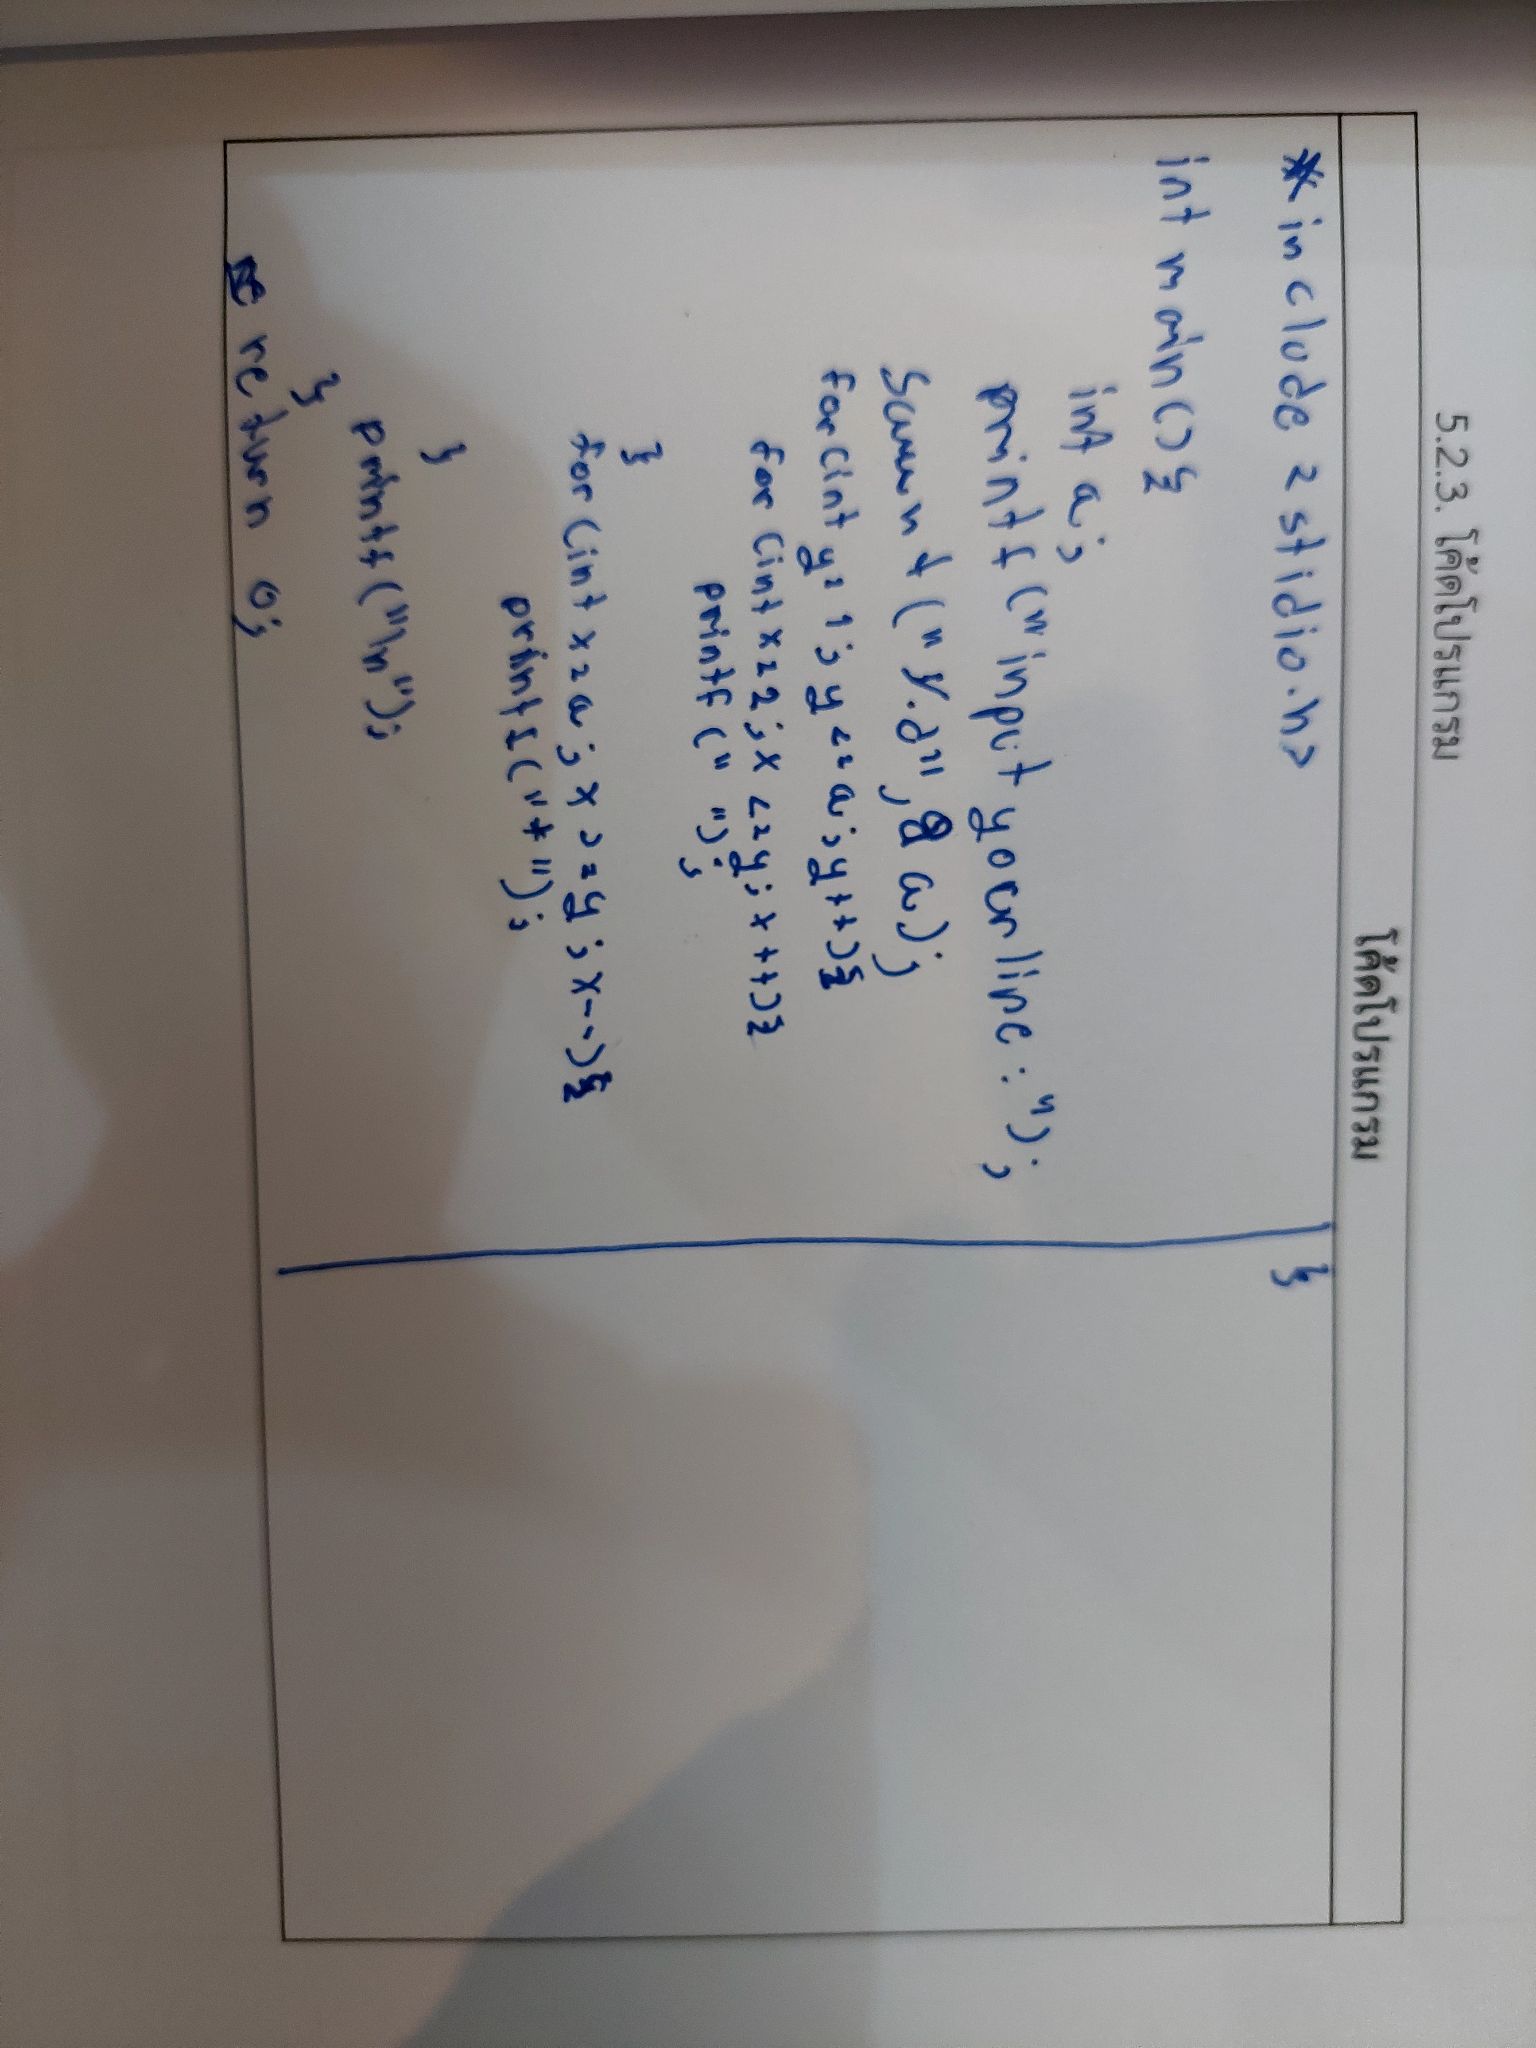 5.2.3. โค้ดโปรแกรม
โค้ดโปรแกรม
#include <stidio.h>
int main(){
int a;
printf("input your line : ");
scanf("%d",&a);
for(int y=1;y<=a;y++){
for(int x=2;x<=y;x++){
printf(" ");
}
for(int x=a;x>=y;x--){
printf("*");
}
printf("\n");
}
return 0;
}